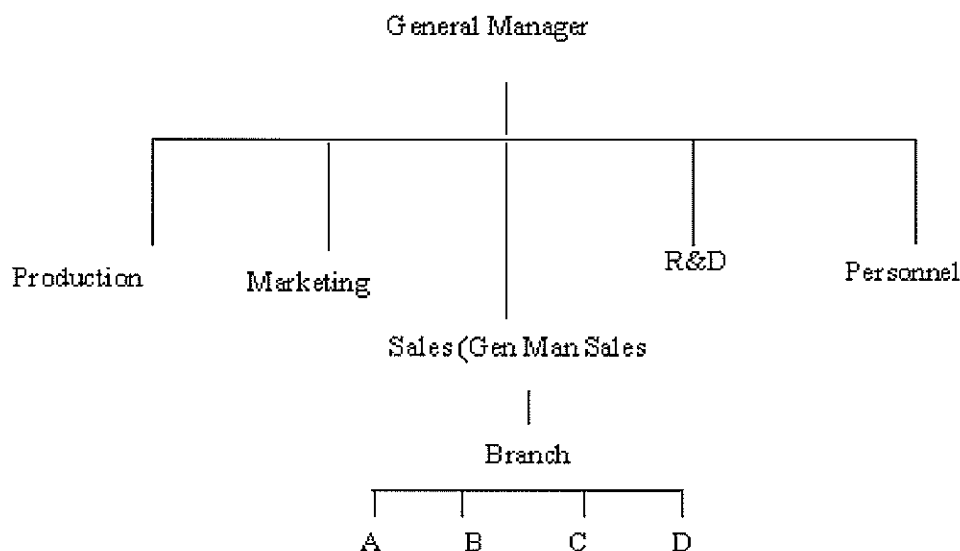 General Manager
Production
Marketing
R&D
Personnel
Sales (Gen Man Sales
Branch
A B C D